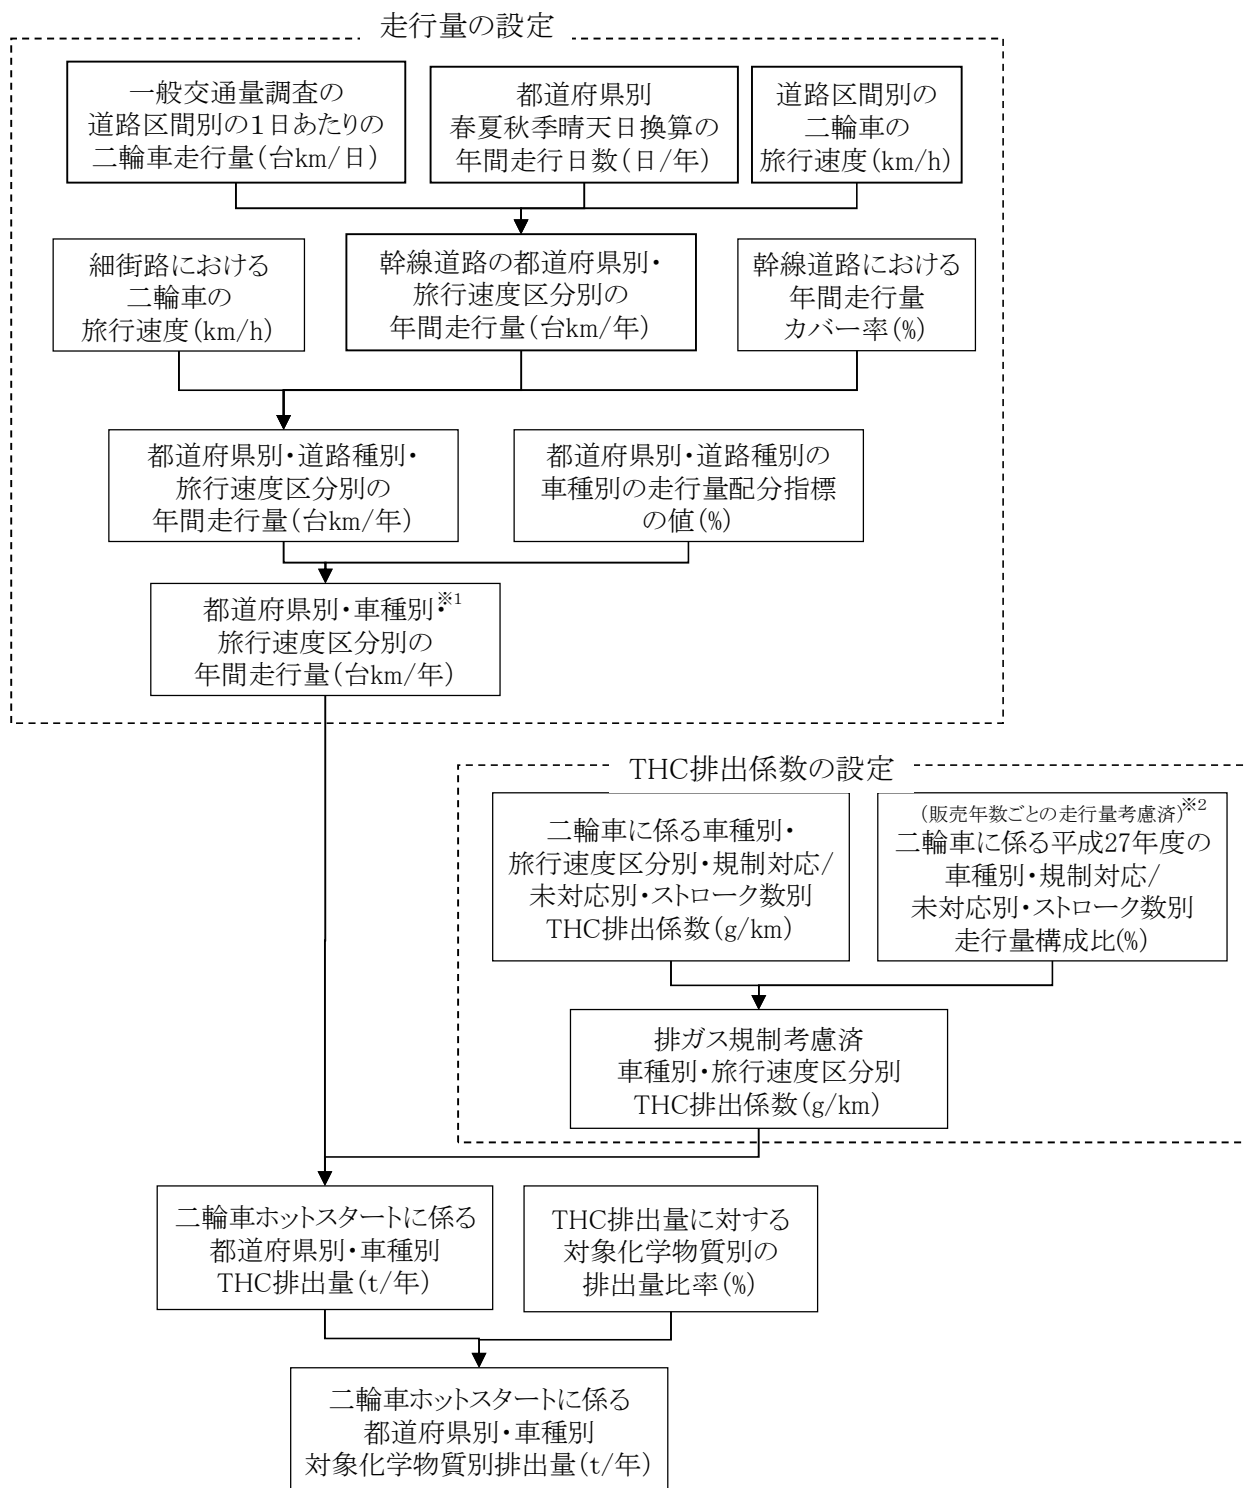 走行量の設定
一般交通量調査の
道路区間別の1日あたりの
二輪車走行量(台km/日)
都道府県別
春夏秋季晴天日換算の
年間走行日数(日/年)
道路区間別の
二輪車の
旅行速度(km/h)
細街路における
二輪車の
旅行速度(km/h)
幹線道路の都道府県別・
旅行速度区分別の
年間走行量(台km/年)
幹線道路における
年間走行量
カバー率(%)
都道府県別・道路種別・
旅行速度区分別の
年間走行量(台km/年)
都道府県別・道路種別の
車種別の走行量配分指標
の値(%)
都道府県別・車種別・※1
旅行速度区分別の
年間走行量(台km/年)
THC排出係数の設定
二輪車に係る車種別・
旅行速度区分別・規制対応/
未対応別・ストローク数別
THC排出係数(g/km)
(販売年数ごとの走行量考慮済)※2
二輪車に係る平成27年度の
車種別・規制対応/
未対応別・ストローク数別
走行量構成比(%)
排ガス規制考慮済
車種別・旅行速度区分別
THC排出係数(g/km)
二輪車ホットスタートに係る
都道府県別・車種別
THC排出量(t/年)
THC排出量に対する
対象化学物質別の
排出量比率(%)
二輪車ホットスタートに係る
都道府県別・車種別
対象化学物質別排出量(t/年)